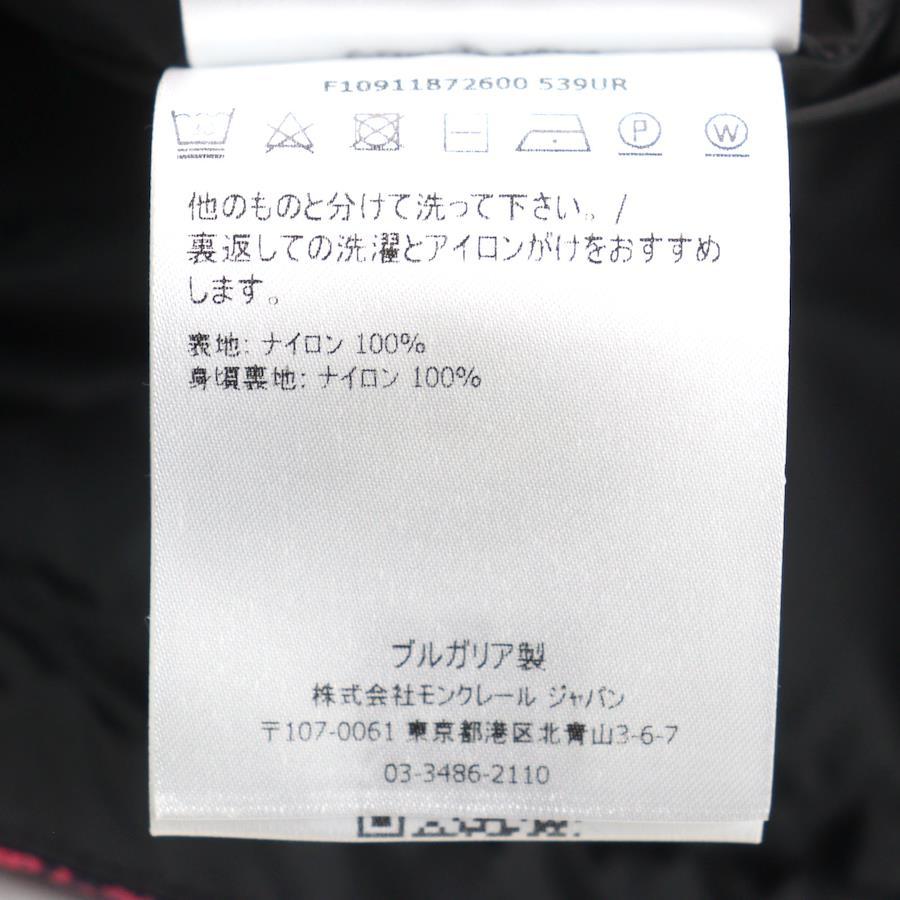 F10911872600 539UR
P W
他のものと分けて洗って下さい。/
裏返しての洗濯とアイロンがけをおすすめ
します。
表地: ナイロン 100%
身頃裏地: ナイロン 100%
ブルガリア製
株式会社モンクレール ジャパン
〒107-0061 東京都港区北青山3-6-7
03-3486-2110